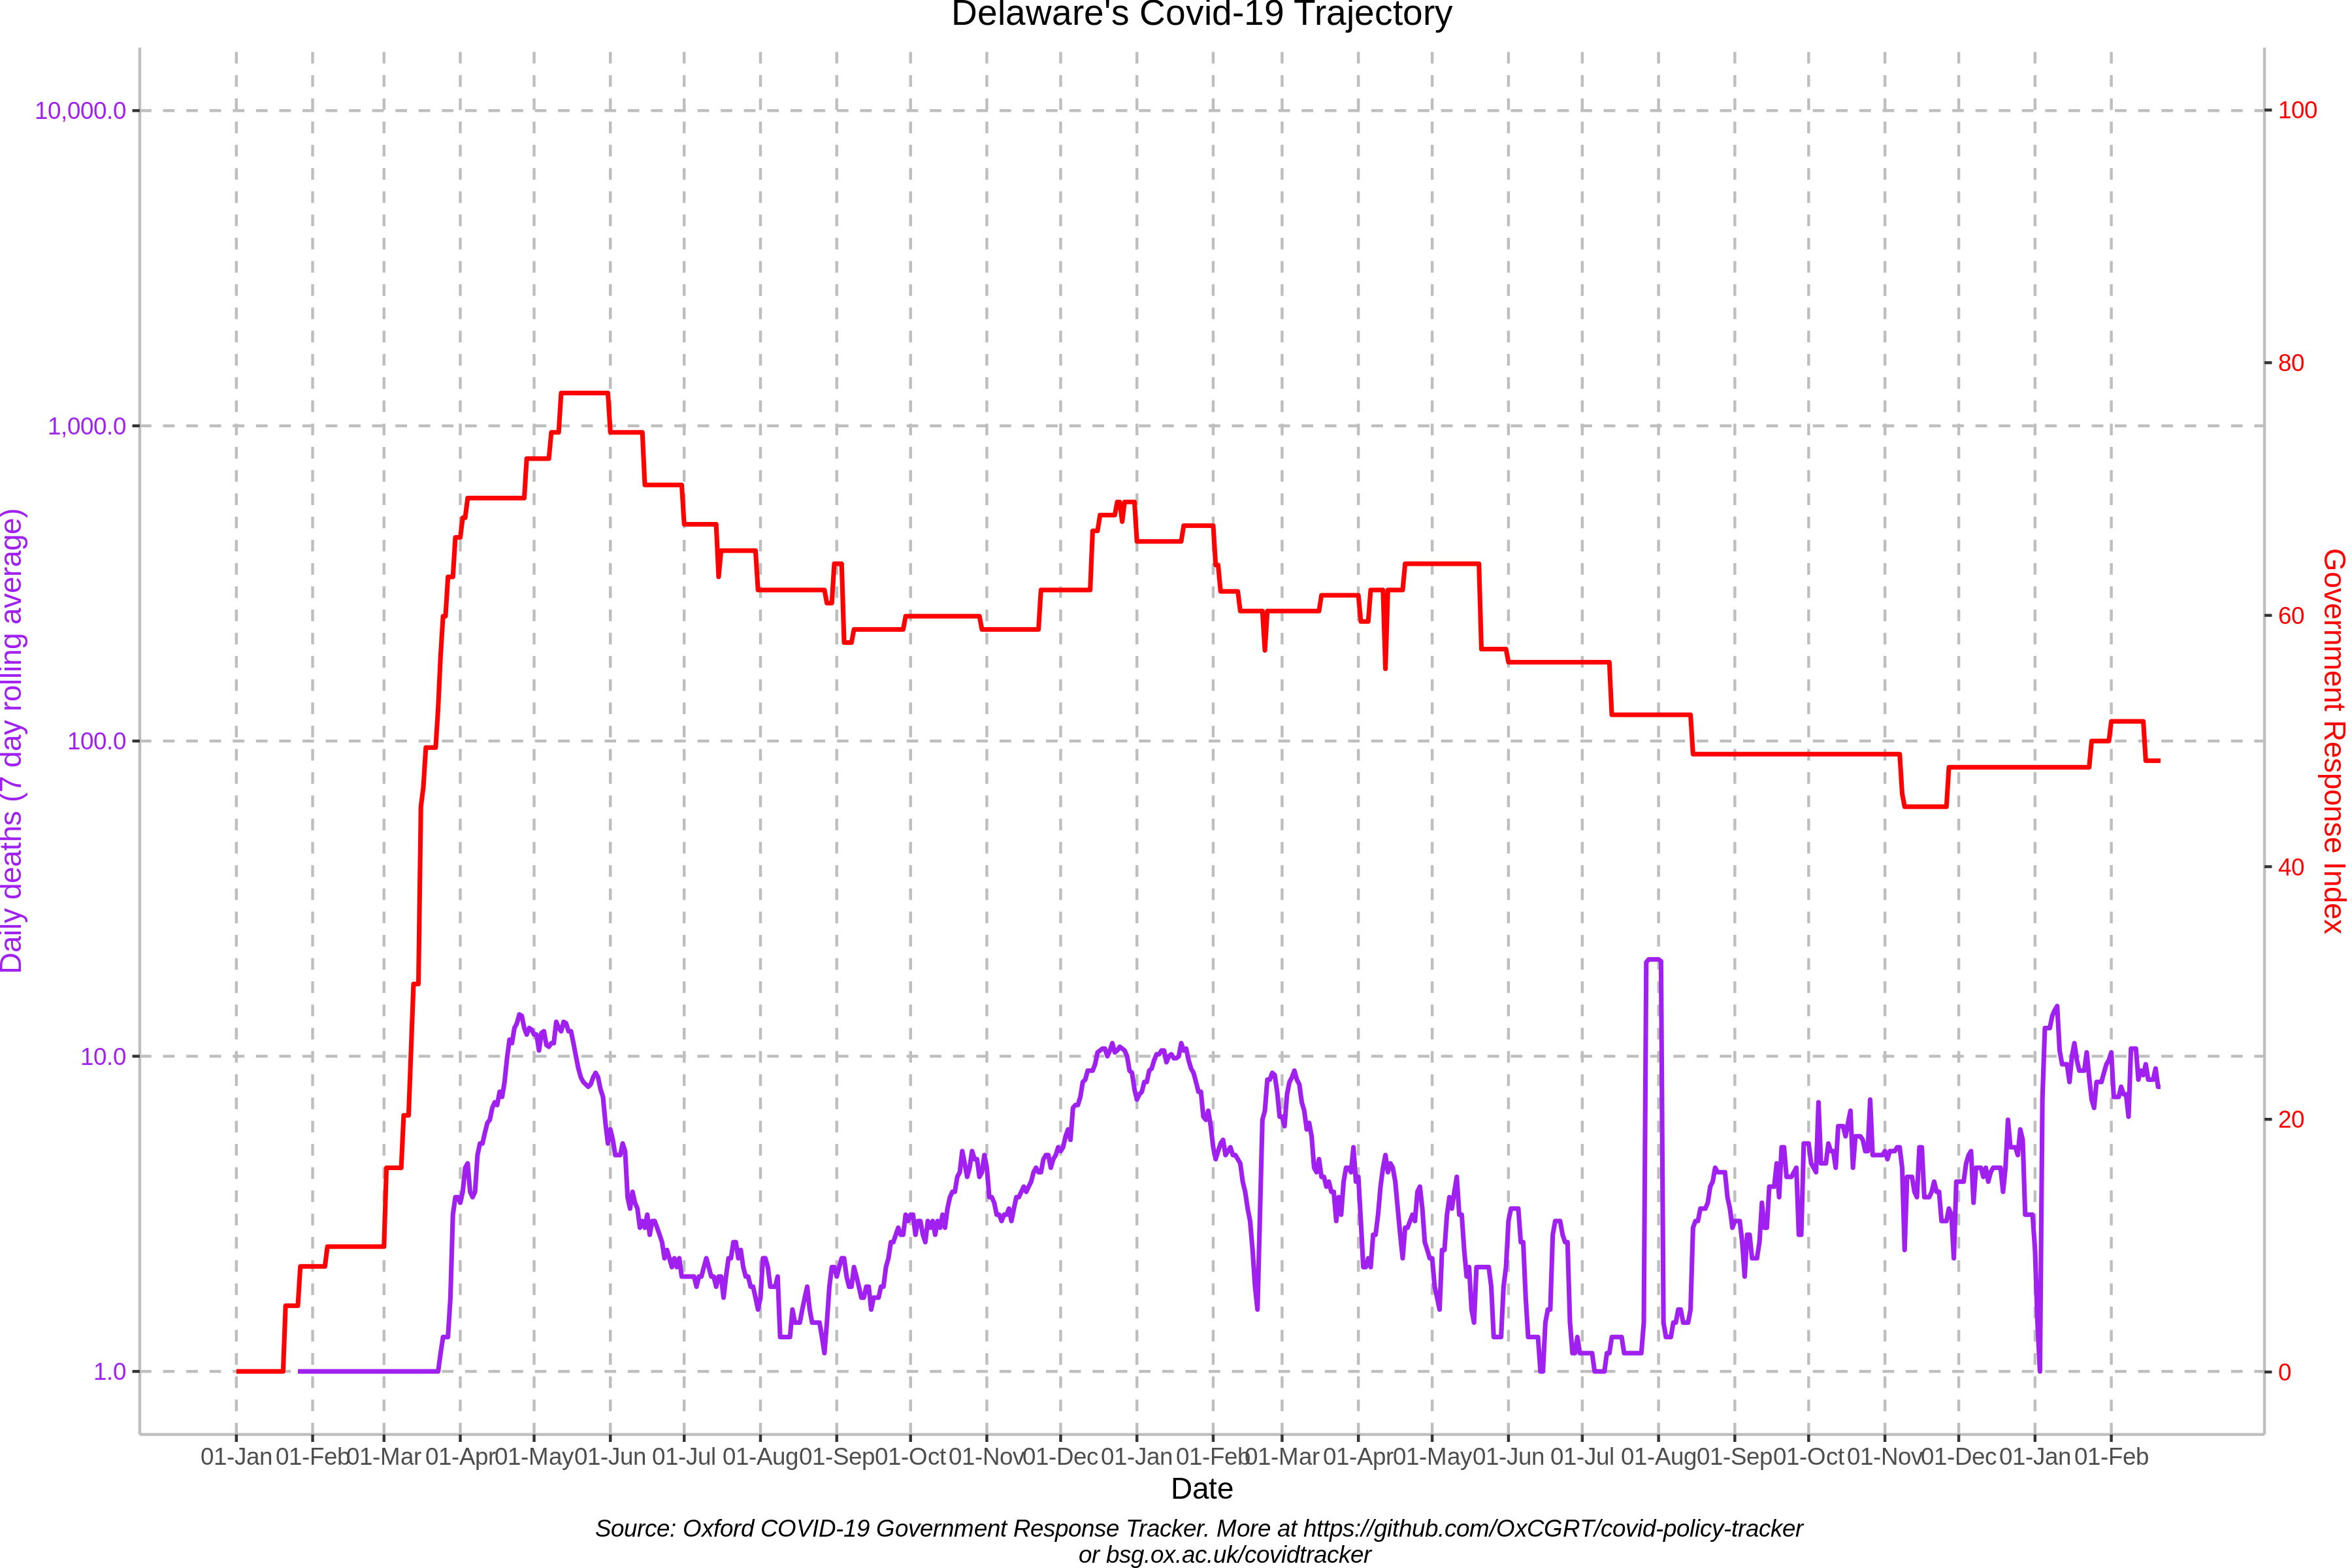 Delaware's Covid-19 Trajectory
Daily deaths (7 day rolling average)
10,000.0
1,000.0
100.0
10.0
1.0
100
80
60
40
20
0
Government Response Index
01-Jan 01-Feb 01-Mar 01-Apr 01-May 01-Jun 01-Jul 01-Aug 01-Sep 01-Oct 01-Nov 01-Dec 01-Jan 01-Feb 01-Mar 01-Apr 01-May 01-Jun 01-Jul 01-Aug 01-Sep 01-Oct 01-Nov 01-Dec 01-Jan 01-Feb
Date
Source: Oxford COVID-19 Government Response Tracker. More at https://github.com/OxCGRT/covid-policy-tracker
or bsg.ox.ac.uk/covidtracker